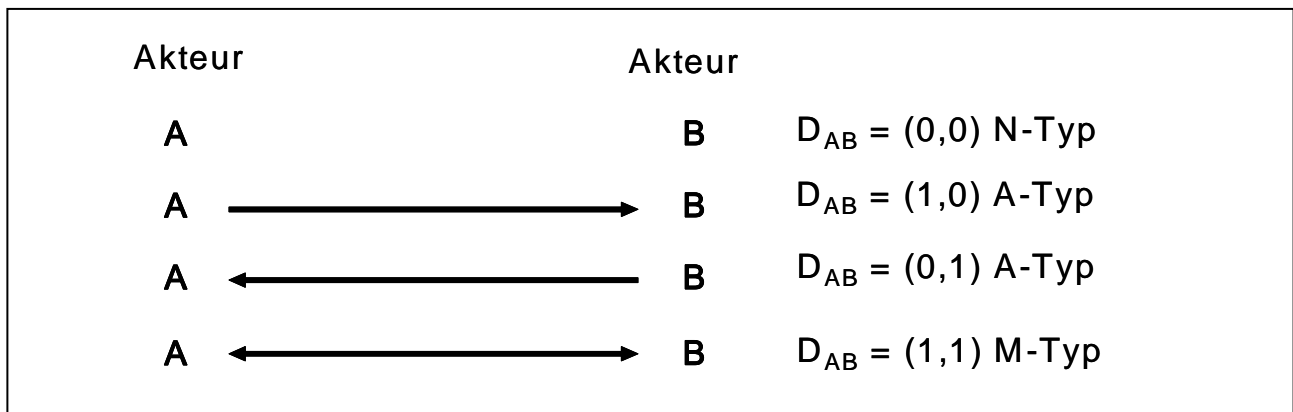 Akteur Akteur
A B D_AB = (0,0) N-Typ
A B D_AB = (1,0) A-Typ
A B D_AB = (0,1) A-Typ
A B D_AB = (1,1) M-Typ